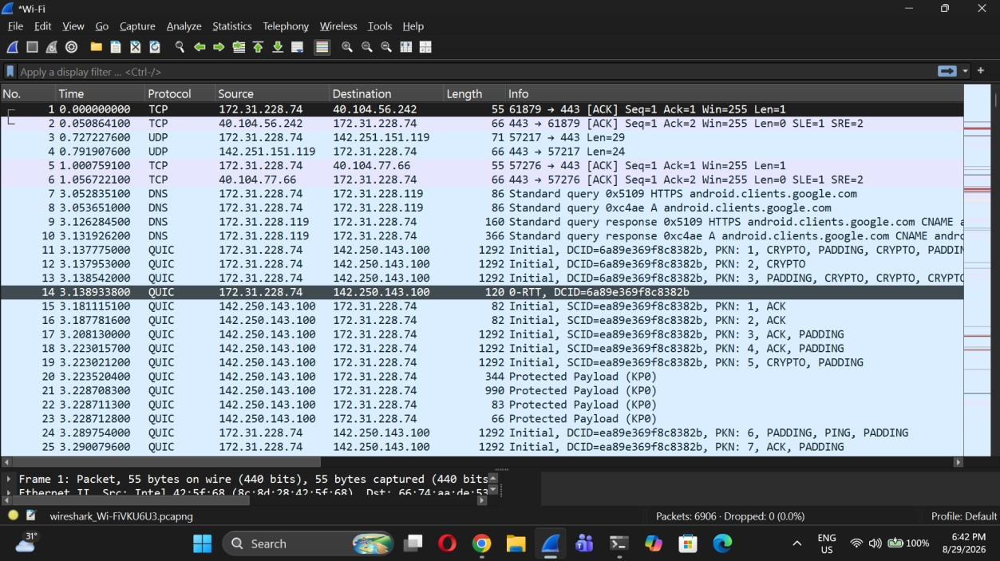 *Wi-Fi
File Edit View Go Capture Analyze Statistics Telephony Wireless Tools Help
Apply a display filter ... <Ctrl-/>
No. Time Protocol Source Destination Length Info
1 0.000000000 TCP 172.31.228.74 40.104.56.242 55 61879 → 443 [ACK] Seq=1 Ack=1 Win=255 Len=1
2 0.050864100 TCP 40.104.56.242 172.31.228.74 66 443 → 61879 [ACK] Seq=1 Ack=2 Win=255 Len=0 SLE=1 SRE=2
3 0.727227600 UDP 172.31.228.74 142.251.151.119 71 57217 → 443 Len=29
4 0.791907600 UDP 142.251.151.119 172.31.228.74 66 443 → 57217 Len=24
5 1.000759100 TCP 172.31.228.74 40.104.77.66 55 57276 → 443 [ACK] Seq=1 Ack=1 Win=255 Len=1
6 1.056722100 TCP 40.104.77.66 172.31.228.74 66 443 → 57276 [ACK] Seq=1 Ack=2 Win=255 Len=0 SLE=1 SRE=2
7 3.052835100 DNS 172.31.228.74 172.31.228.119 86 Standard query 0x5109 HTTPS android.clients.google.com
8 3.053651000 DNS 172.31.228.74 172.31.228.119 86 Standard query 0xc4ae A android.clients.google.com
9 3.126284500 DNS 172.31.228.119 172.31.228.74 160 Standard query response 0x5109 HTTPS android.clients.google.com CNAME a
10 3.131926200 DNS 172.31.228.119 172.31.228.74 366 Standard query response 0xc4ae A android.clients.google.com CNAME andro
11 3.137775000 QUIC 172.31.228.74 142.250.143.100 1292 Initial, DCID=6a89e369f8c8382b, PKN: 1, CRYPTO, PADDING, CRYPTO, PADDIN
12 3.137953000 QUIC 172.31.228.74 142.250.143.100 1292 Initial, DCID=6a89e369f8c8382b, PKN: 2, CRYPTO
13 3.138542000 QUIC 172.31.228.74 142.250.143.100 1292 Initial, DCID=6a89e369f8c8382b, PKN: 3, PADDING, CRYPTO, CRYPTO, CRYPTO
14 3.138933800 QUIC 172.31.228.74 142.250.143.100 120 0-RTT, DCID=6a89e369f8c8382b
15 3.181115100 QUIC 142.250.143.100 172.31.228.74 82 Initial, SCID=ea89e369f8c8382b, PKN: 1, ACK
16 3.187781600 QUIC 142.250.143.100 172.31.228.74 82 Initial, SCID=ea89e369f8c8382b, PKN: 2, ACK
17 3.208130000 QUIC 142.250.143.100 172.31.228.74 1292 Initial, SCID=ea89e369f8c8382b, PKN: 3, ACK, PADDING
18 3.223015700 QUIC 142.250.143.100 172.31.228.74 1292 Initial, SCID=ea89e369f8c8382b, PKN: 4, ACK, PADDING
19 3.223021200 QUIC 142.250.143.100 172.31.228.74 1292 Initial, SCID=ea89e369f8c8382b, PKN: 5, CRYPTO, PADDING
20 3.223520400 QUIC 142.250.143.100 172.31.228.74 344 Protected Payload (KP0)
21 3.228708300 QUIC 142.250.143.100 172.31.228.74 990 Protected Payload (KP0)
22 3.228711300 QUIC 142.250.143.100 172.31.228.74 83 Protected Payload (KP0)
23 3.228712800 QUIC 142.250.143.100 172.31.228.74 66 Protected Payload (KP0)
24 3.289754000 QUIC 172.31.228.74 142.250.143.100 1292 Initial, DCID=ea89e369f8c8382b, PKN: 6, PADDING, PING, PADDING
25 3.290079600 QUIC 172.31.228.74 142.250.143.100 1292 Initial, DCID=ea89e369f8c8382b, PKN: 7, ACK, PADDING
Frame 1: Packet, 55 bytes on wire (440 bits), 55 bytes captured (440 bits
Ethernet II, Src: Intel_42:5f:68 (8c:8d:28:42:5f:68), Dst: 66:74:aa:de:53
wireshark_Wi-FiVKU6U3.pcapng Packets: 6906 · Dropped: 0 (0.0%) Profile: Default
31°
Search
ENG
US
100%
6:42 PM
8/29/2026